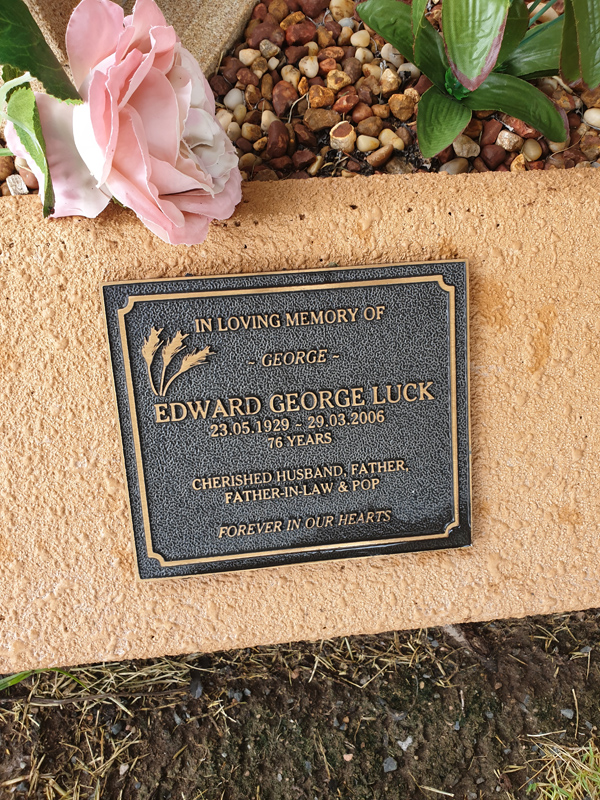 IN LOVING MEMORY OF
~ GEORGE ~
EDWARD GEORGE LUCK
23.05.1929 ~ 29.03.2006
76 YEARS
CHERISHED HUSBAND, FATHER,
FATHER-IN-LAW & POP
FOREVER IN OUR HEARTS